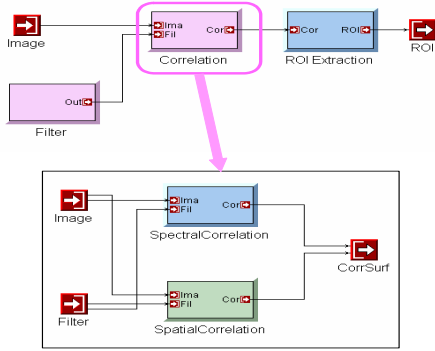 Image
Ima
Fil
Cor
Correlation
Cor
ROI
ROI Extraction
ROI
Out
Filter
Image
Ima
Fil
Cor
SpectralCorrelation
CorrSurf
Filter
Ima
Fil
Cor
SpatialCorrelation